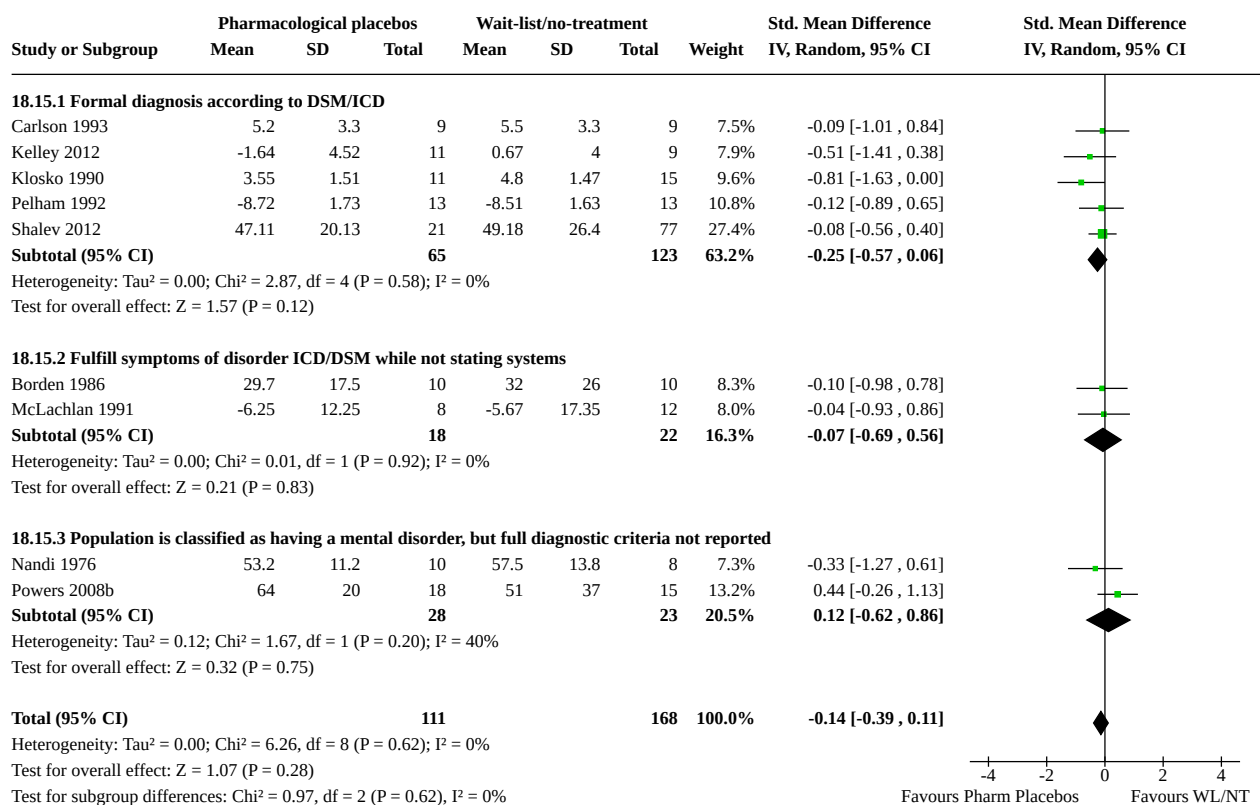 Pharmacological placebos Wait-list/no-treatment Std. Mean Difference Std. Mean Difference
Study or Subgroup Mean SD Total Mean SD Total Weight IV, Random, 95% CI IV, Random, 95% CI
18.15.1 Formal diagnosis according to DSM/ICD
Carlson 1993 5.2 3.3 9 5.5 3.3 9 7.5% -0.09 [-1.01 , 0.84]
Kelley 2012 -1.64 4.52 11 0.67 4 9 7.9% -0.51 [-1.41 , 0.38]
Klosko 1990 3.55 1.51 11 4.8 1.47 15 9.6% -0.81 [-1.63 , 0.00]
Pelham 1992 -8.72 1.73 13 -8.51 1.63 13 10.8% -0.12 [-0.89 , 0.65]
Shalev 2012 47.11 20.13 21 49.18 26.4 77 27.4% -0.08 [-0.56 , 0.40]
Subtotal (95% CI) 65 123 63.2% -0.25 [-0.57 , 0.06]
Heterogeneity: Tau² = 0.00; Chi² = 2.87, df = 4 (P = 0.58); I² = 0%
Test for overall effect: Z = 1.57 (P = 0.12)
18.15.2 Fulfill symptoms of disorder ICD/DSM while not stating systems
Borden 1986 29.7 17.5 10 32 26 10 8.3% -0.10 [-0.98 , 0.78]
McLachlan 1991 -6.25 12.25 8 -5.67 17.35 12 8.0% -0.04 [-0.93 , 0.86]
Subtotal (95% CI) 18 22 16.3% -0.07 [-0.69 , 0.56]
Heterogeneity: Tau² = 0.00; Chi² = 0.01, df = 1 (P = 0.92); I² = 0%
Test for overall effect: Z = 0.21 (P = 0.83)
18.15.3 Population is classified as having a mental disorder, but full diagnostic criteria not reported
Nandi 1976 53.2 11.2 10 57.5 13.8 8 7.3% -0.33 [-1.27 , 0.61]
Powers 2008b 64 20 18 51 37 15 13.2% 0.44 [-0.26 , 1.13]
Subtotal (95% CI) 28 23 20.5% 0.12 [-0.62 , 0.86]
Heterogeneity: Tau² = 0.12; Chi² = 1.67, df = 1 (P = 0.20); I² = 40%
Test for overall effect: Z = 0.32 (P = 0.75)
Total (95% CI) 111 168 100.0% -0.14 [-0.39 , 0.11]
Heterogeneity: Tau² = 0.00; Chi² = 6.26, df = 8 (P = 0.62); I² = 0%
Test for overall effect: Z = 1.07 (P = 0.28)
Test for subgroup differences: Chi² = 0.97, df = 2 (P = 0.62), I² = 0%
-4 -2 0 2 4
Favours Pharm Placebos Favours WL/NT